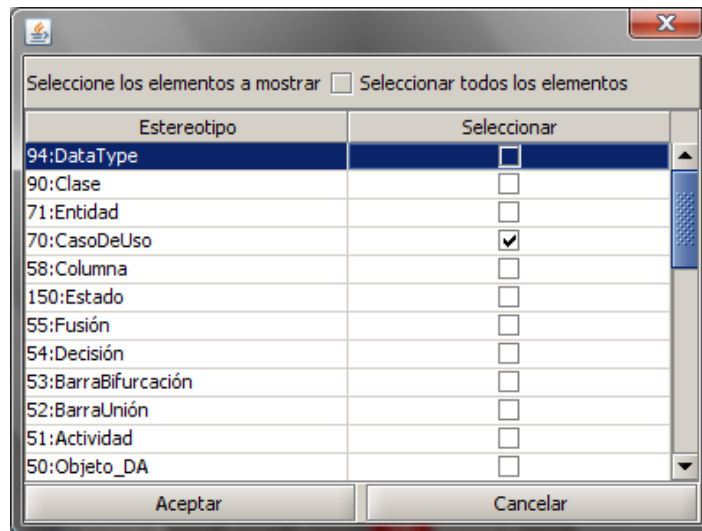 Seleccione los elementos a mostrar Seleccionar todos los elementos
Estereotipo Seleccionar
94:DataType
90:Clase
71:Entidad
70:CasoDeUso
58:Columna
150:Estado
55:Fusión
54:Decisión
53:BarraBifurcación
52:BarraUnión
51:Actividad
50:Objeto_DA
Aceptar Cancelar